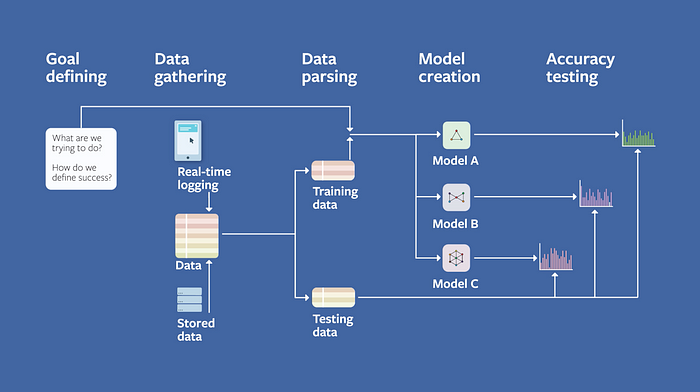 Goal
defining
Data
gathering
Data
parsing
Model
creation
Accuracy
testing
What are we
trying to do?
How do we
define success?
Real-time
logging
Data
Stored
data
Training
data
Testing
data
Model A
Model B
Model C